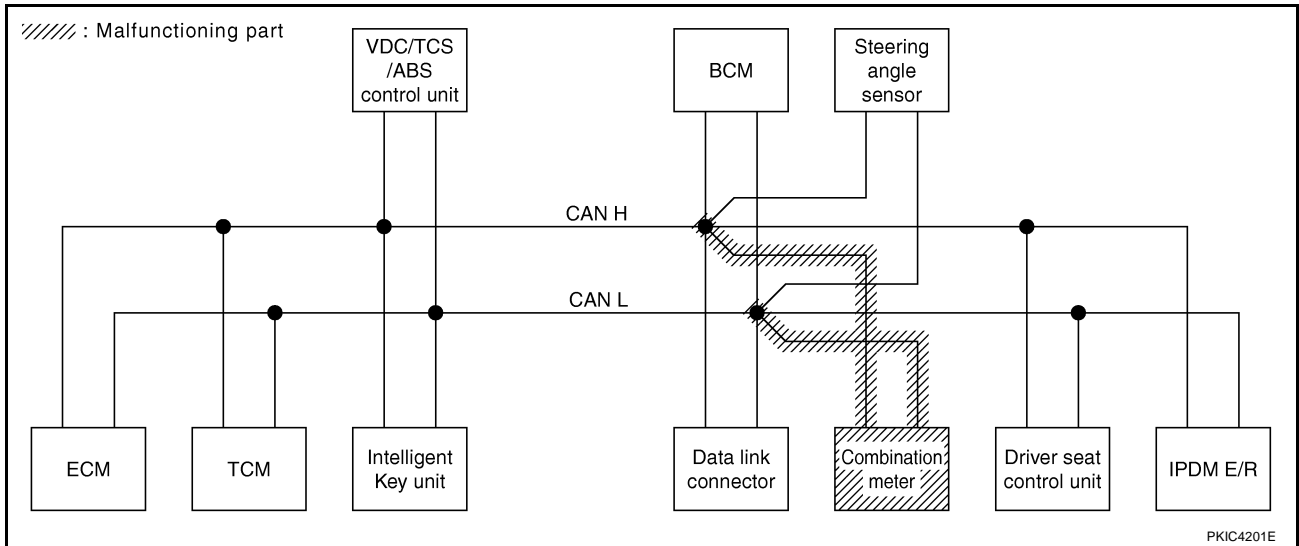 : Malfunctioning part
VDC/TCS
/ABS
control unit
BCM
Steering
angle
sensor
CAN H
CAN L
ECM
TCM
Intelligent
Key unit
Data link
connector
Combination
meter
Driver seat
control unit
IPDM E/R
PKIC4201E